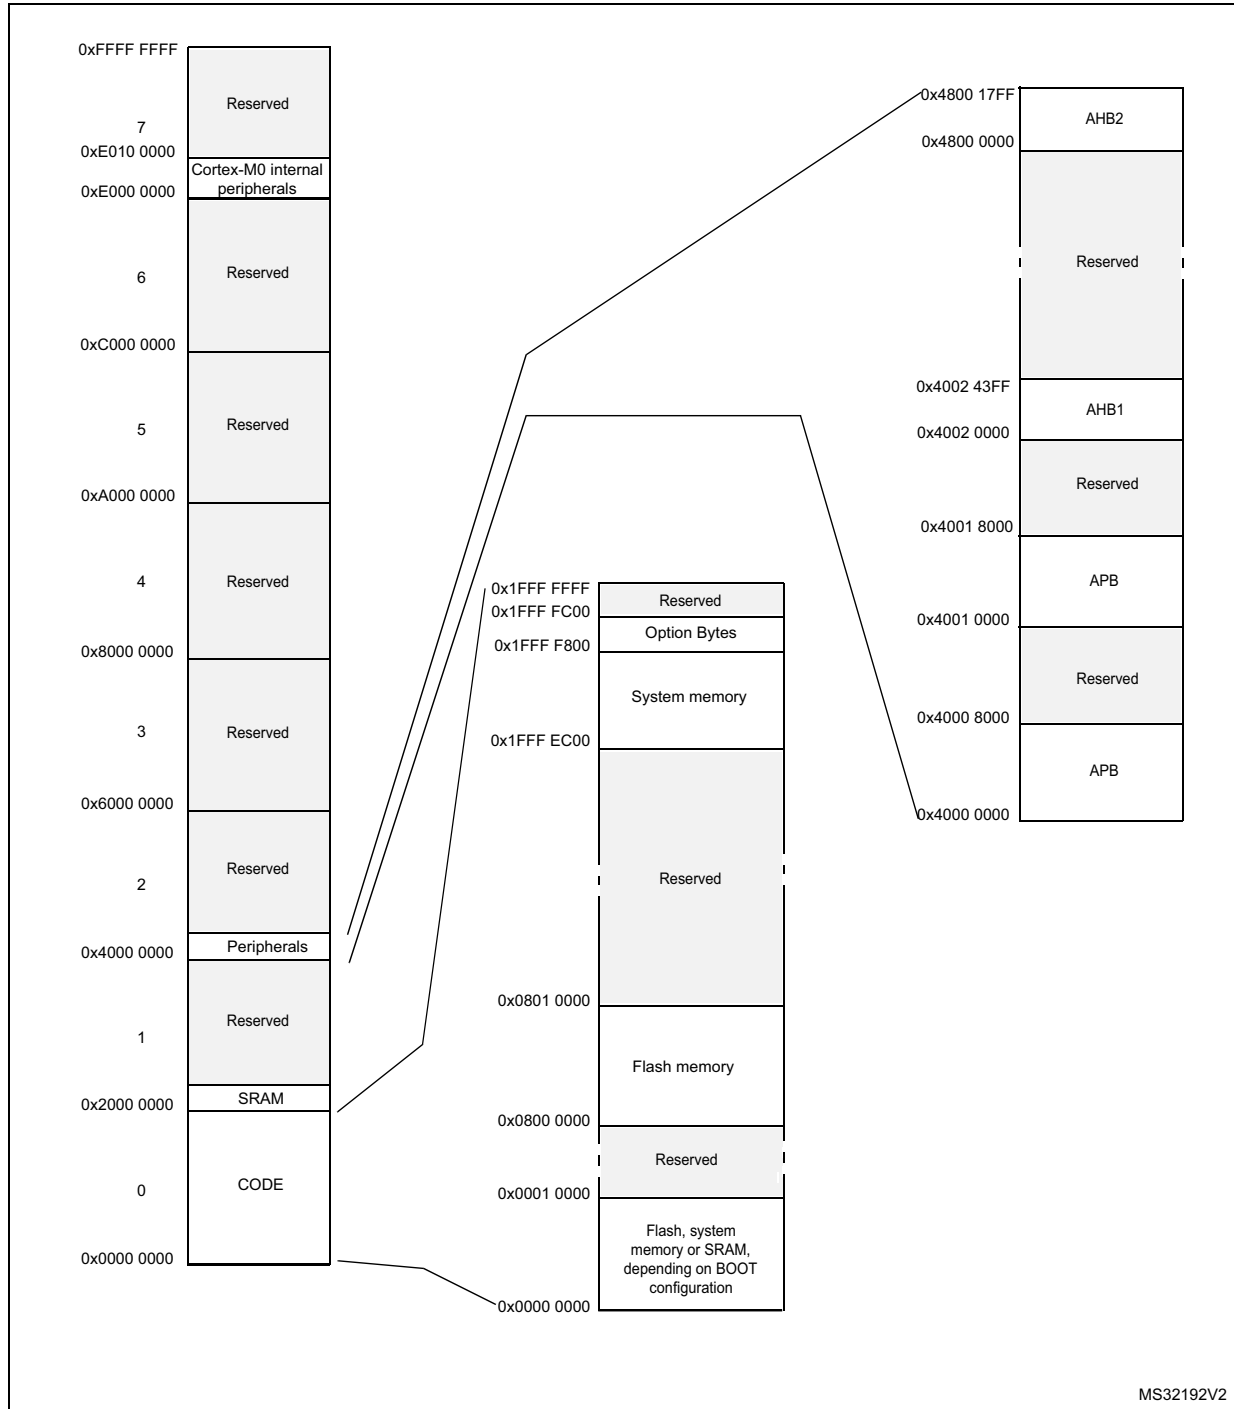 0xFFFF FFFF
Reserved
7
0xE010 0000
Cortex-M0 internal
peripherals
0xE000 0000
Reserved
6
0xC000 0000
Reserved
5
0xA000 0000
Reserved
4
0x8000 0000
Reserved
3
0x6000 0000
Reserved
2
Peripherals
0x4000 0000
Reserved
1
SRAM
0x2000 0000
CODE
0
0x0000 0000
0x1FFF FFFF
Reserved
0x1FFF FC00
Option Bytes
0x1FFF F800
System memory
0x1FFF EC00
Reserved
0x0801 0000
Flash memory
0x0800 0000
Reserved
0x0001 0000
Flash, system
memory or SRAM,
depending on BOOT
configuration
0x0000 0000
0x4800 17FF
AHB2
0x4800 0000
Reserved
0x4002 43FF
AHB1
0x4002 0000
Reserved
0x4001 8000
APB
0x4001 0000
Reserved
0x4000 8000
APB
0x4000 0000
MS32192V2